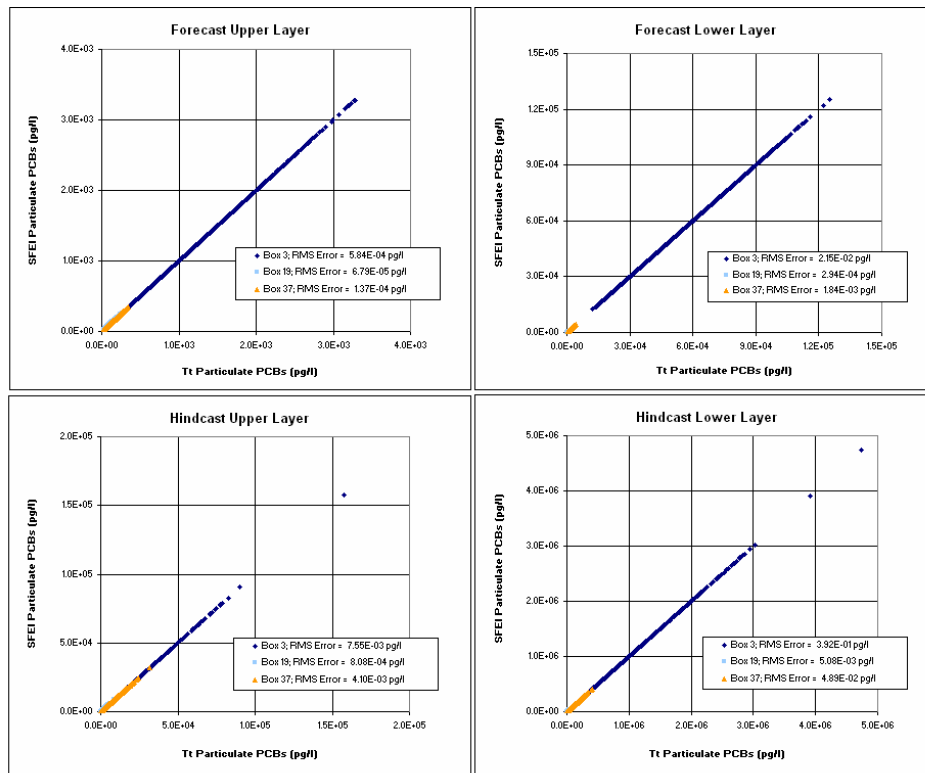 Forecast Upper Layer
4.0E+03
3.0E+03
2.0E+03
1.0E+03
0.0E+00
SFEI Particulate PCBs (pg/l)
Box 3; RMS Error = 5.84E-04 pg/l
Box 19; RMS Error = 6.79E-05 pg/l
Box 37; RMS Error = 1.37E-04 pg/l
0.0E+00 1.0E+03 2.0E+03 3.0E+03 4.0E+03
Tt Particulate PCBs (pg/l)
Forecast Lower Layer
1.5E+05
1.2E+05
9.0E+04
6.0E+04
3.0E+04
0.0E+00
SFEI Particulate PCBs (pg/l)
Box 3; RMS Error = 2.15E-02 pg/l
Box 19; RMS Error = 2.94E-04 pg/l
Box 37; RMS Error = 1.84E-03 pg/l
0.0E+00 3.0E+04 6.0E+04 9.0E+04 1.2E+05 1.5E+05
Tt Particulate PCBs (pg/l)
Hindcast Upper Layer
2.0E+05
1.5E+05
1.0E+05
5.0E+04
0.0E+00
SFEI Particulate PCBs (pg/l)
Box 3; RMS Error = 7.55E-03 pg/l
Box 19; RMS Error = 8.08E-04 pg/l
Box 37; RMS Error = 4.10E-03 pg/l
0.0E+00 5.0E+04 1.0E+05 1.5E+05 2.0E+05
Tt Particulate PCBs (pg/l)
Hindcast Lower Layer
5.0E+06
4.0E+06
3.0E+06
2.0E+06
1.0E+06
0.0E+00
SFEI Particulate PCBs (pg/l)
Box 3; RMS Error = 3.92E-01 pg/l
Box 19; RMS Error = 5.08E-03 pg/l
Box 37; RMS Error = 4.89E-02 pg/l
0.0E+00 1.0E+06 2.0E+06 3.0E+06 4.0E+06 5.0E+06
Tt Particulate PCBs (pg/l)